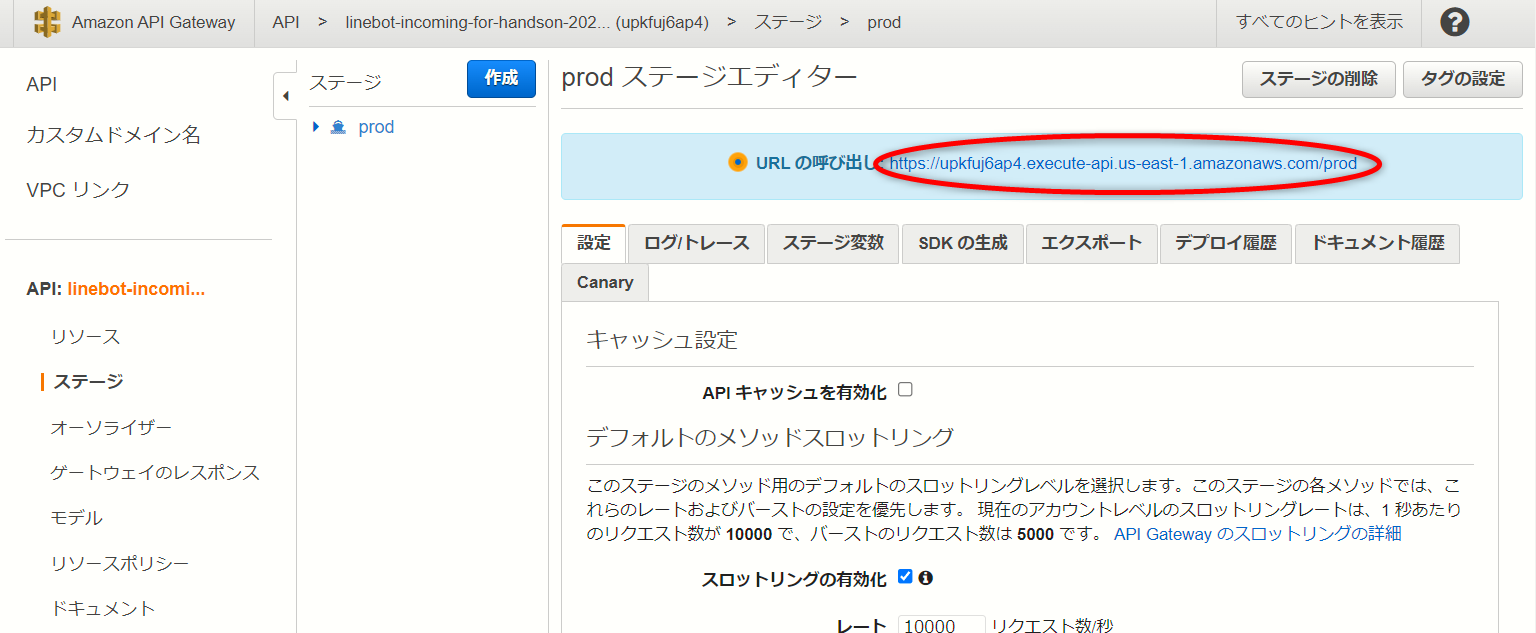 Amazon API Gateway
API > linebot-incoming-for-handson-202... (upkfuj6ap4) > ステージ > prod
すべてのヒントを表示
?
API
カスタムドメイン名
VPC リンク
API: linebot-incomi...
リソース
ステージ
オーソライザー
ゲートウェイのレスポンス
モデル
リソースポリシー
ドキュメント
ステージ
作成
prod
prod ステージエディター
ステージの削除
タグの設定
URL の呼び出し: https://upkfuj6ap4.execute-api.us-east-1.amazonaws.com/prod
設定 ログ/トレース ステージ変数 SDK の生成 エクスポート デプロイ履歴 ドキュメント履歴
Canary
キャッシュ設定
API キャッシュを有効化
デフォルトのメソッドスロットリング
このステージのメソッド用のデフォルトのスロットリングレベルを選択します。このステージの各メソッドでは、こ
れらのレートおよびバーストの設定を優先します。 現在のアカウントレベルのスロットリングレートは、1 秒あたり
のリクエスト数が 10000 で、バーストのリクエスト数は 5000 です。 API Gateway のスロットリングの詳細
スロットリングの有効化
レート 10000 リクエスト数/秒